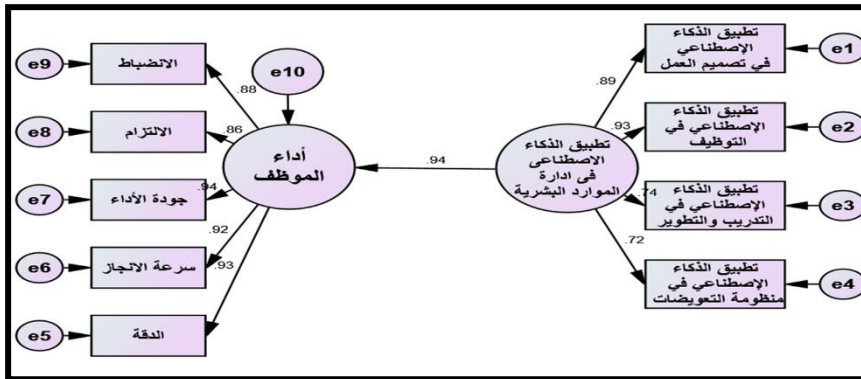 e9
الانضباط
.88
e8
الالتزام
.86
e7
جودة الأداء
.94
e6
سرعة الانجاز
.92
e5
الدقة
.93
e10
أداء
الموظف
.94
تطبيق الذكاء
الاصطناعى
فى ادارة
الموارد البشرية
.89
تطبيق الذكاء
الإصطناعي
في تصميم العمل
e1
.93
تطبيق الذكاء
الإصطناعي في
التوظيف
e2
.74
تطبيق الذكاء
الإصطناعي في
التدريب والتطوير
e3
.72
تطبيق الذكاء
الإصطناعي في
منظومة التعويضات
e4